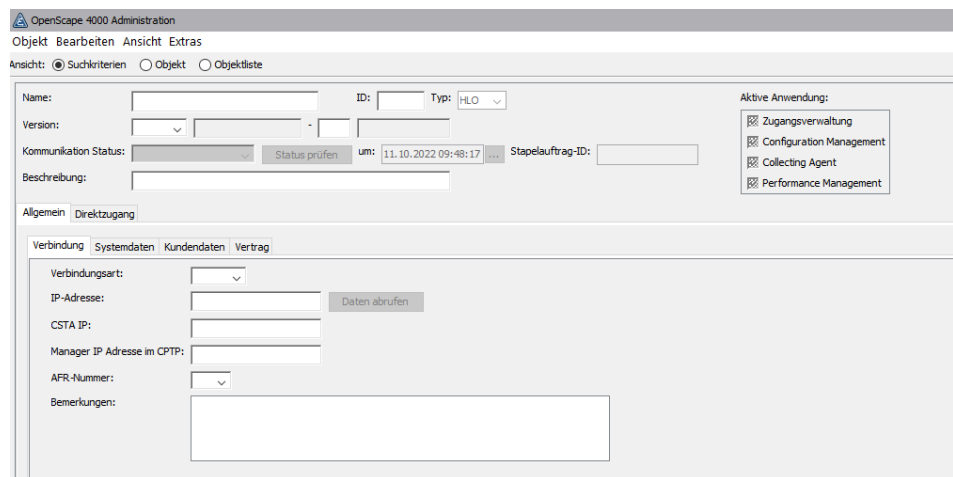 OpenScape 4000 Administration
Objekt Bearbeiten Ansicht Extras
Ansicht: Suchkriterien Objekt Objektliste
Name: ID: Typ: HLO Aktive Anwendung:
Zugangsverwaltung
Version: -
Configuration Management
Kommunikation Status: Status prüfen um: 11.10.2022 09:48:17 ... Stapelauftrag-ID:
Collecting Agent
Beschreibung:
Performance Management
Allgemein Direktzugang
Verbindung Systemdaten Kundendaten Vertrag
Verbindungsart:
IP-Adresse: Daten abrufen
CSTA IP:
Manager IP Adresse im CPTP:
AFR-Nummer:
Bemerkungen: